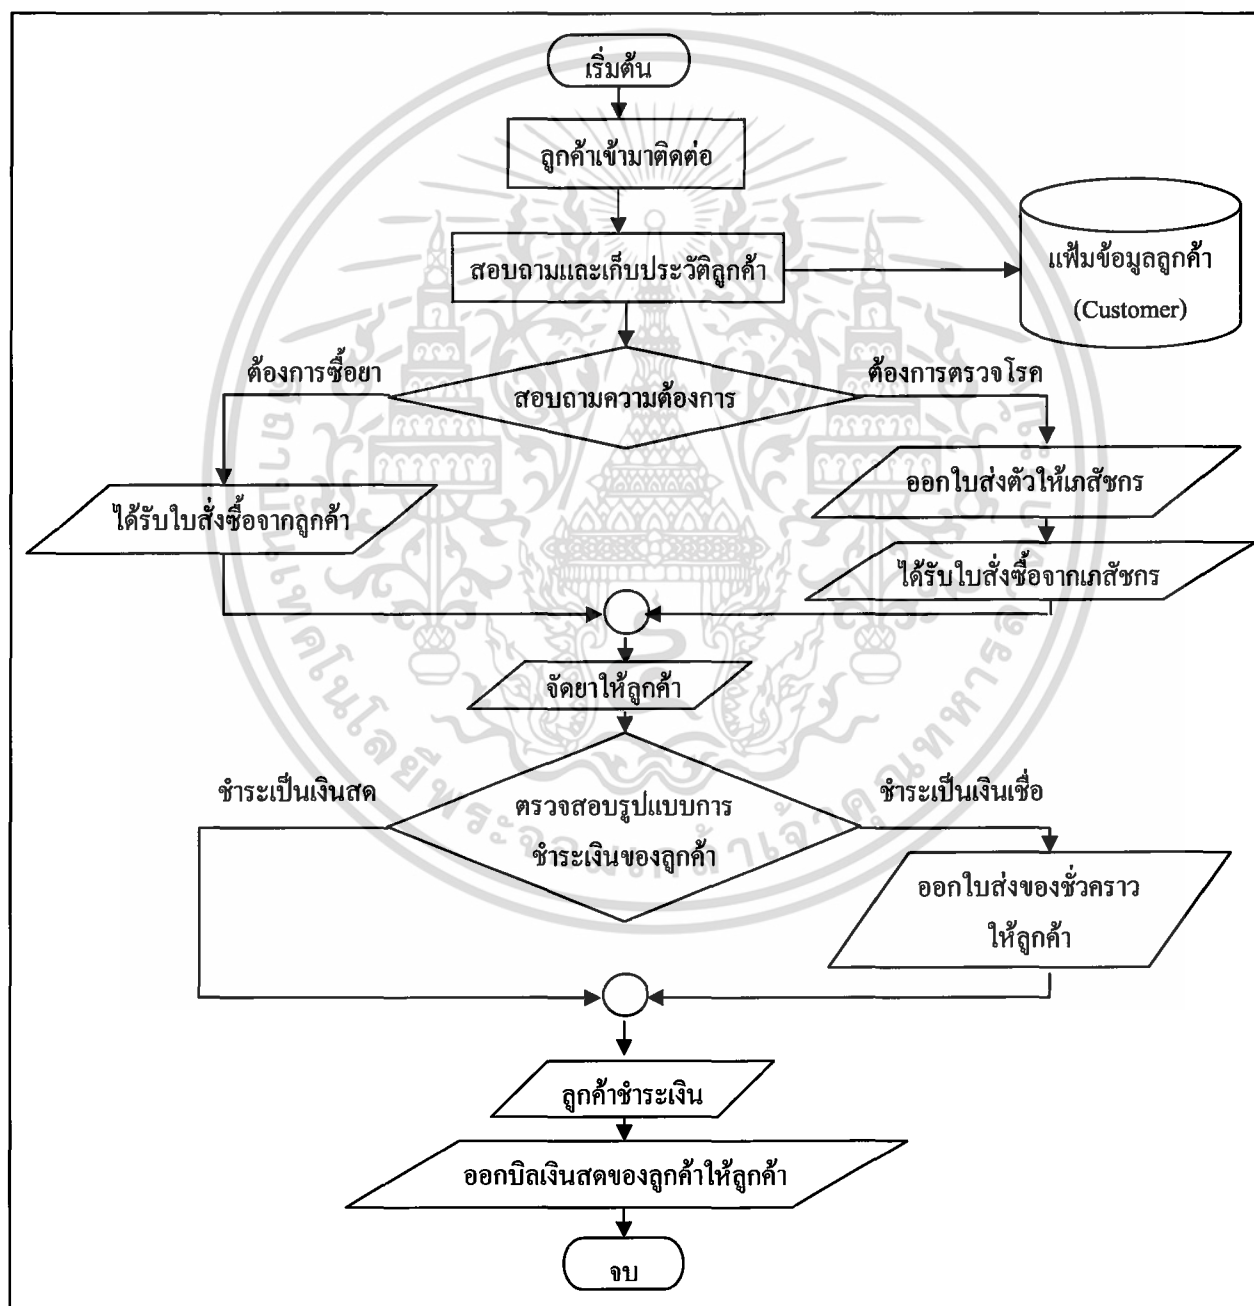 เริ่มต้น
ลูกค้าเข้ามาติดต่อ
สอบถามและเก็บประวัติลูกค้า
แฟ้มข้อมูลลูกค้า
(Customer)
ต้องการซื้อยา
สอบถามความต้องการ
ต้องการตรวจโรค
ออกใบส่งตัวให้เภสัชกร
ได้รับใบสั่งซื้อจากลูกค้า
ได้รับใบสั่งซื้อจากเภสัชกร
จัดยาให้ลูกค้า
ชำระเป็นเงินสด
ตรวจสอบรูปแบบการ
ชำระเงินของลูกค้า
ชำระเป็นเงินเชื่อ
ออกใบส่งของชั่วคราว
ให้ลูกค้า
ลูกค้าชำระเงิน
ออกบิลเงินสดของลูกค้าให้ลูกค้า
จบ